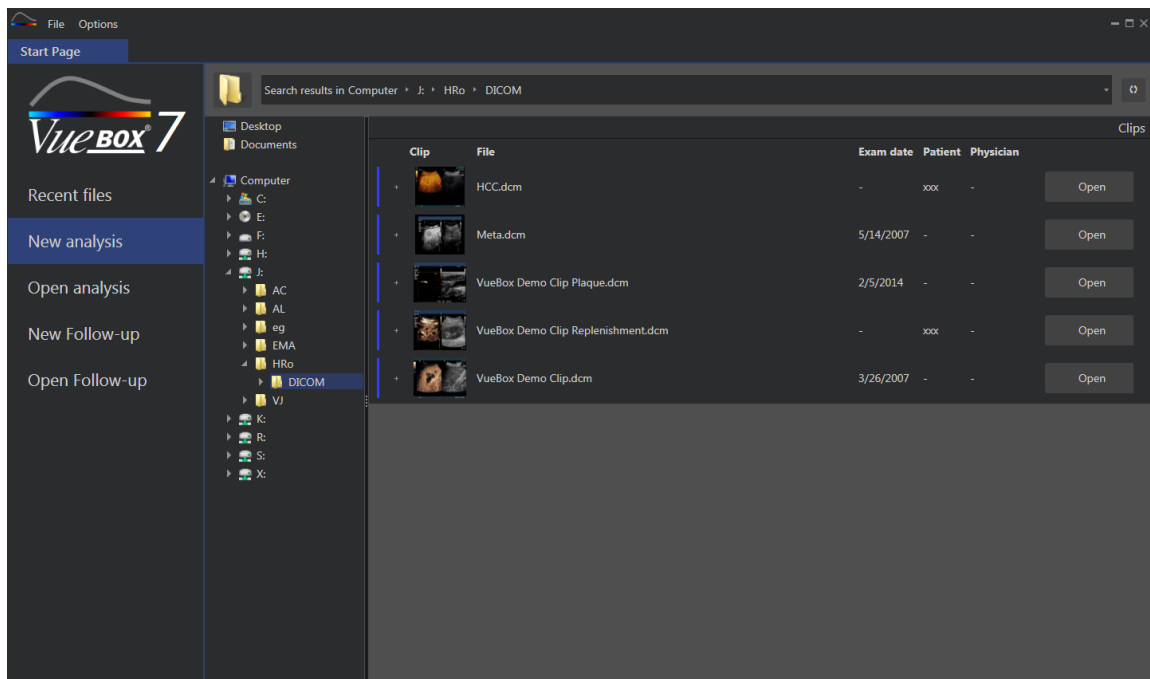 File Options
Start Page
VUEBOX® 7
Recent files
New analysis
Open analysis
New Follow-up
Open Follow-up
Search results in Computer J: HRo DICOM
Desktop
Documents
Computer
C:
E:
F:
H:
J:
AC
AL
eg
EMA
HRo
DICOM
VJ
K:
R:
S:
X:
Clips
Clip File Exam date Patient Physician
+ HCC.dcm - xxx - Open
+ Meta.dcm 5/14/2007 - - Open
+ VueBox Demo Clip Plaque.dcm 2/5/2014 - - Open
+ VueBox Demo Clip Replenishment.dcm - xxx - Open
+ VueBox Demo Clip.dcm 3/26/2007 - - Open